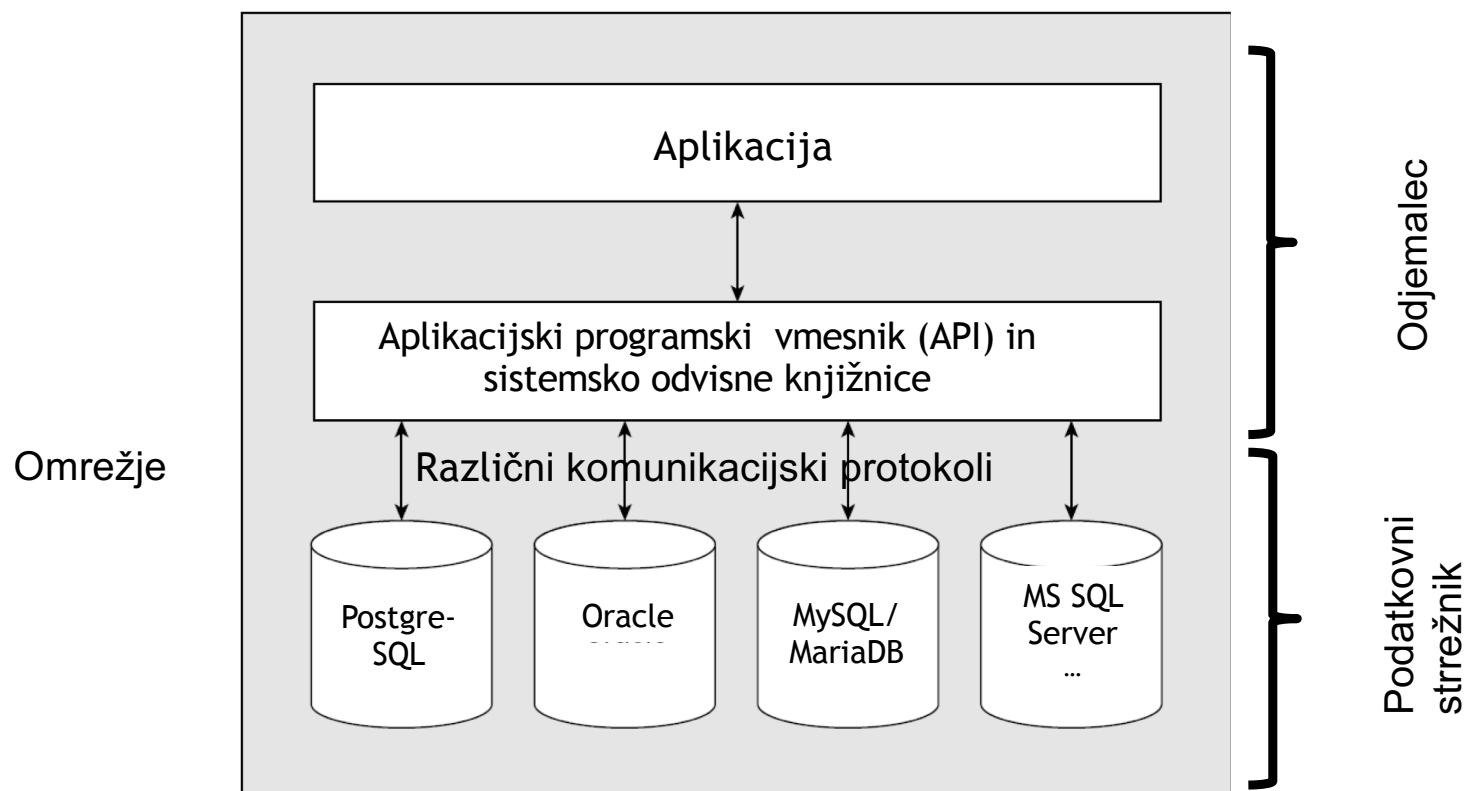 Aplikacija
Aplikacijski programski vmesnik (API) in
sistemsko odvisne knjižnice
Odjemalec
Omrežje
Različni komunikacijski protokoli
Postgre-
SQL
Oracle
MySQL/
MariaDB
MS SQL
Server
...
Podatkovni
strrežnik